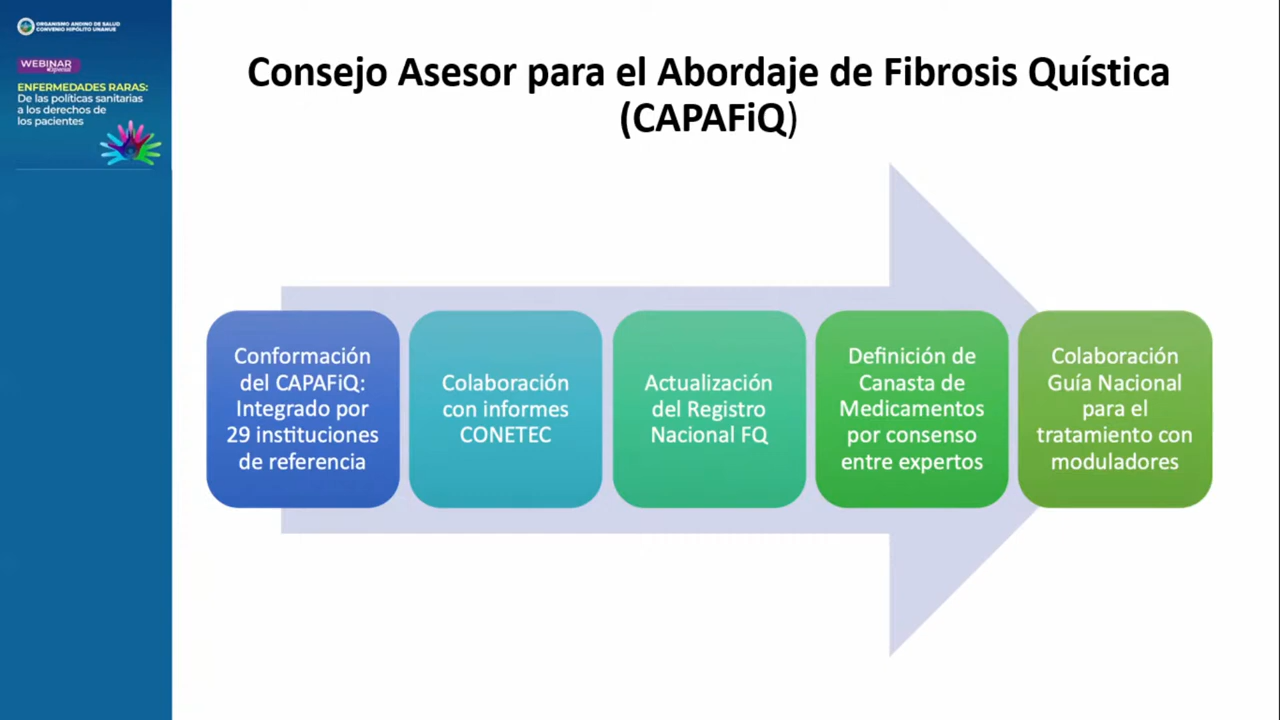 ORGANISMO ANDINO DE SALUD
CONVENIO HIPÓLITO UNANUE
WEBINAR
Especial
ENFERMEDADES RARAS:
De las políticas sanitarias
a los derechos de
los pacientes
Consejo Asesor para el Abordaje de Fibrosis Quística
(CAPAFiQ)
Conformación
del CAPAFiQ:
Integrado por
29 instituciones
de referencia
Colaboración
con informes
CONETEC
Actualización
del Registro
Nacional FQ
Definición de
Canasta de
Medicamentos
por consenso
entre expertos
Colaboración
Guía Nacional
para el
tratamiento con
moduladores